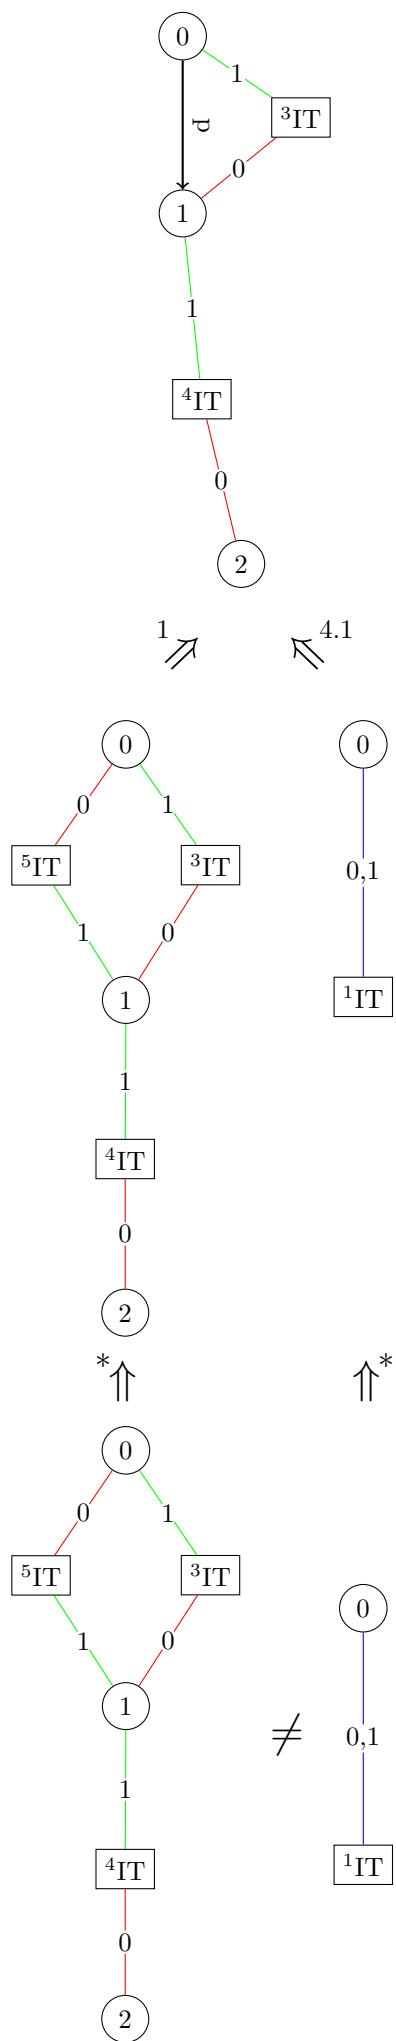 0
1
³IT
p
0
1
1
⁴IT
0
2
1 ⇒ ⇐ 4.1
0 0
0 1
⁵IT ³IT 0,1
1 0
1 ¹IT
1
⁴IT
0
2
* ⇑ ⇑ *
0
0 1
⁵IT ³IT 0
1 0
1 ≠ 0,1
1
⁴IT ¹IT
0
2